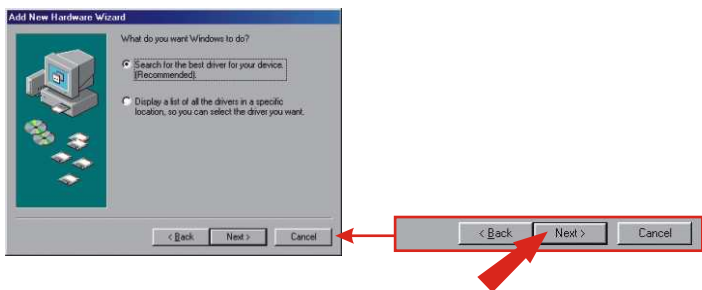 Add New Hardware Wizard
What do you want Windows to do?
Search for the best driver for your device.
(Recommended).
Display a list of all the drivers in a specific
location, so you can select the driver you want.
< Back Next > Cancel
< Back Next > Cancel